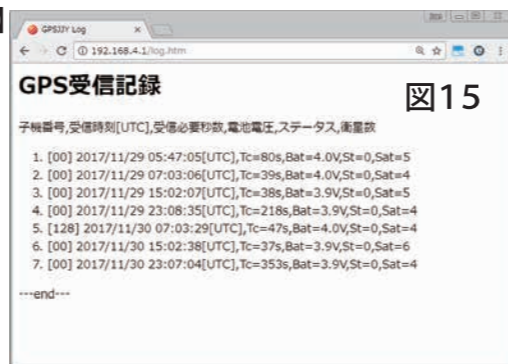 GPSJJY Log
192.168.4.1/log.htm
GPS受信記録
図15
子機番号,受信時刻[UTC],受信必要秒数,電池電圧,ステータス,衛星数
1. [00] 2017/11/29 05:47:05[UTC],Tc=80s,Bat=4.0V,St=0,Sat=5
2. [00] 2017/11/29 07:03:06[UTC],Tc=39s,Bat=4.0V,St=0,Sat=4
3. [00] 2017/11/29 15:02:07[UTC],Tc=38s,Bat=3.9V,St=0,Sat=5
4. [00] 2017/11/29 23:08:35[UTC],Tc=218s,Bat=3.9V,St=0,Sat=4
5. [128] 2017/11/30 07:03:29[UTC],Tc=47s,Bat=4.0V,St=0,Sat=4
6. [00] 2017/11/30 15:02:38[UTC],Tc=37s,Bat=3.9V,St=0,Sat=6
7. [00] 2017/11/30 23:07:04[UTC],Tc=353s,Bat=3.9V,St=0,Sat=4
---end---